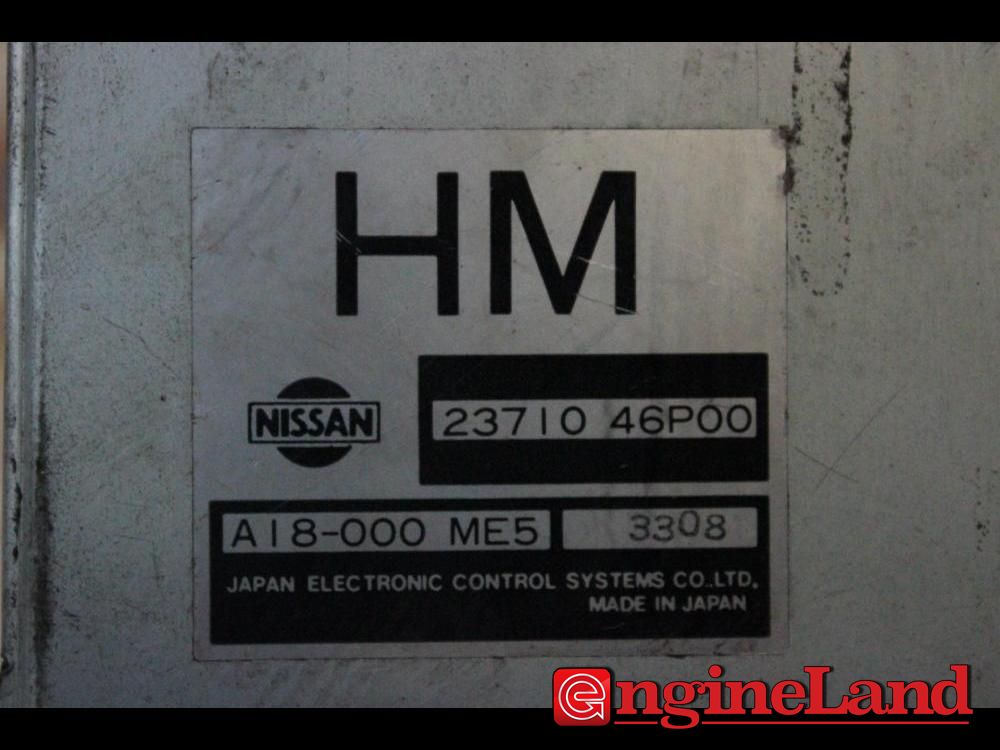 HM
NISSAN
23710 46P00
A18-000 ME5 3308
JAPAN ELECTRONIC CONTROL SYSTEMS CO.,LTD.
MADE IN JAPAN
engineLand